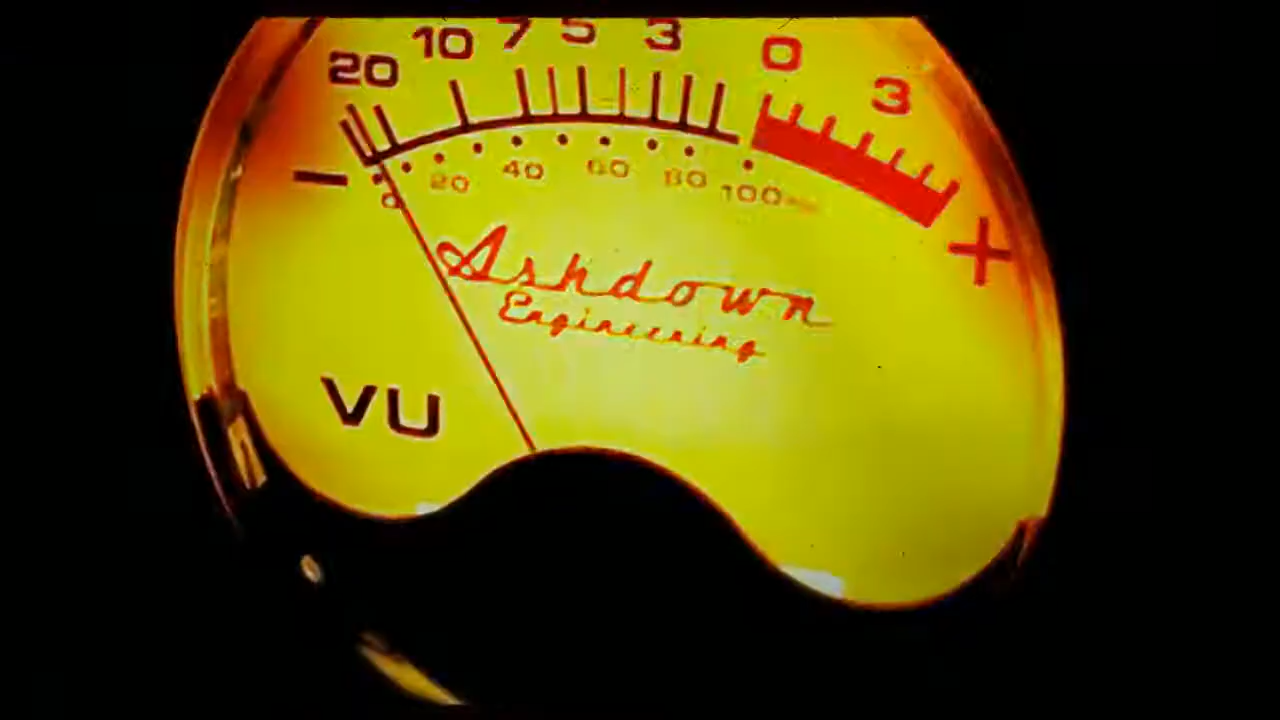 20 10 7 5 3 0 3
− +
0 20 40 60 80 100
Ashdown
Engineering
VU